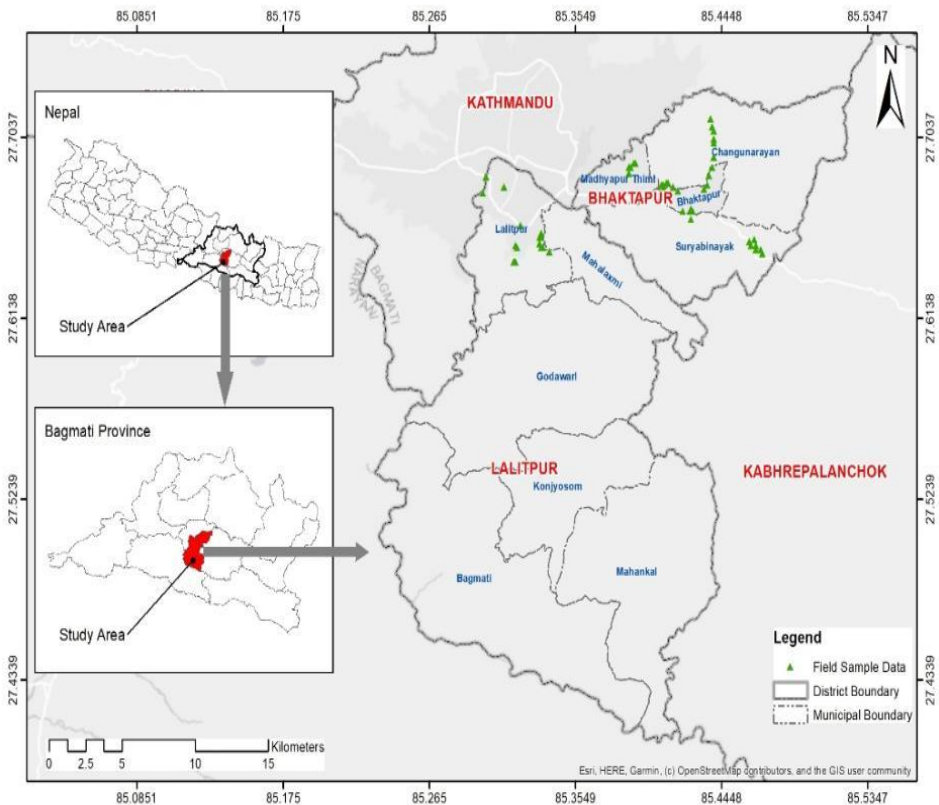 85.0851 85.175 85.265 85.3549 85.4448 85.5347
N
Nepal
Study Area
KATHMANDU
27.7037
27.7037
Changunarayan
Madhyapur Thimi
BHAKTAPUR
Bhaktapur
Lalitpur
Suryabinayak
Mahalaxmi
BAGMATI
27.6138
27.6138
Godawari
Bagmati Province
Study Area
LALITPUR
Konjyosom
KABHREPALANCHOK
27.5239
27.5239
Bagmati
Mahankal
Legend
Field Sample Data
District Boundary
Municipal Boundary
27.4339
27.4339
Kilometers
0 2.5 5 10 15
Esri, HERE, Garmin, (c) OpenStreetMap contributors, and the GIS user community
85.0851 85.175 85.265 85.3549 85.4448 85.5347